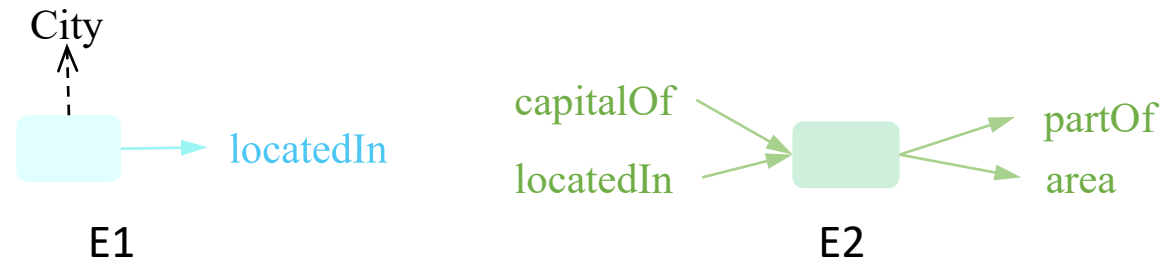 City
locatedIn
E1
capitalOf
locatedIn
partOf
area
E2